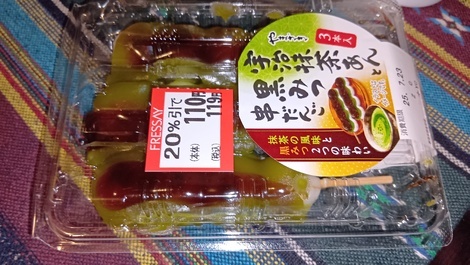 やまざき
3本入
宇治抹茶あんと
黒みつ
串だんご
抹茶の風味と
黒みつ2つの味わい
FRESSAY
20%引で
(本体) 110円
(税込) 119円